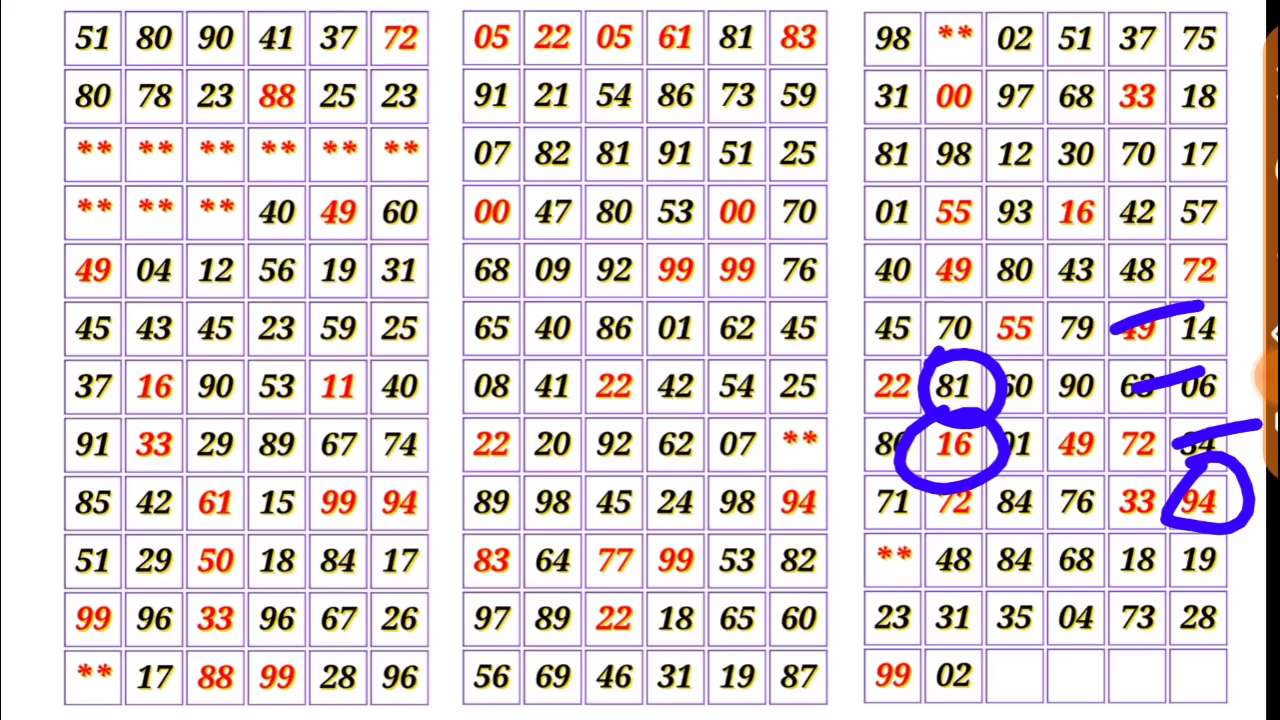 51 80 90 41 37 72
80 78 23 88 25 23
** ** ** ** ** **
** ** ** 40 49 60
49 04 12 56 19 31
45 43 45 23 59 25
37 16 90 53 11 40
91 33 29 89 67 74
85 42 61 15 99 94
51 29 50 18 84 17
99 96 33 96 67 26
** 17 88 99 28 96
05 22 05 61 81 83
91 21 54 86 73 59
07 82 81 91 51 25
00 47 80 53 00 70
68 09 92 99 99 76
65 40 86 01 62 45
08 41 22 42 54 25
22 20 92 62 07 **
89 98 45 24 98 94
83 64 77 99 53 82
97 89 22 18 65 60
56 69 46 31 19 87
98 ** 02 51 37 75
31 00 97 68 33 18
81 98 12 30 70 17
01 55 93 16 42 57
40 49 80 43 48 72
45 70 55 79 49 14
22 81 60 90 06
16 01 49 72
71 72 84 76 33 94
** 48 84 68 18 19
23 31 35 04 73 28
99 02